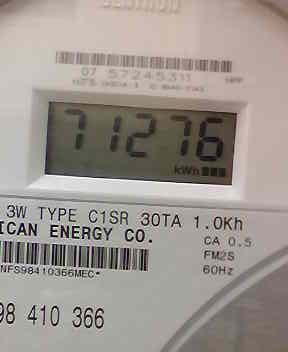 07 57245311
71276
kWh
3W TYPE C1SR 30TA 1.0Kh
ICAN ENERGY CO.
CA 0.5
FM2S
60Hz
NFS98410366MEC*
98 410 366